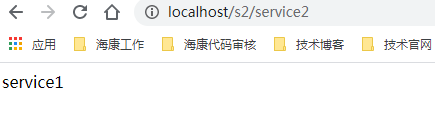 localhost/s2/service2
应用 海康工作 海康代码审核 技术博客 技术官网
service1